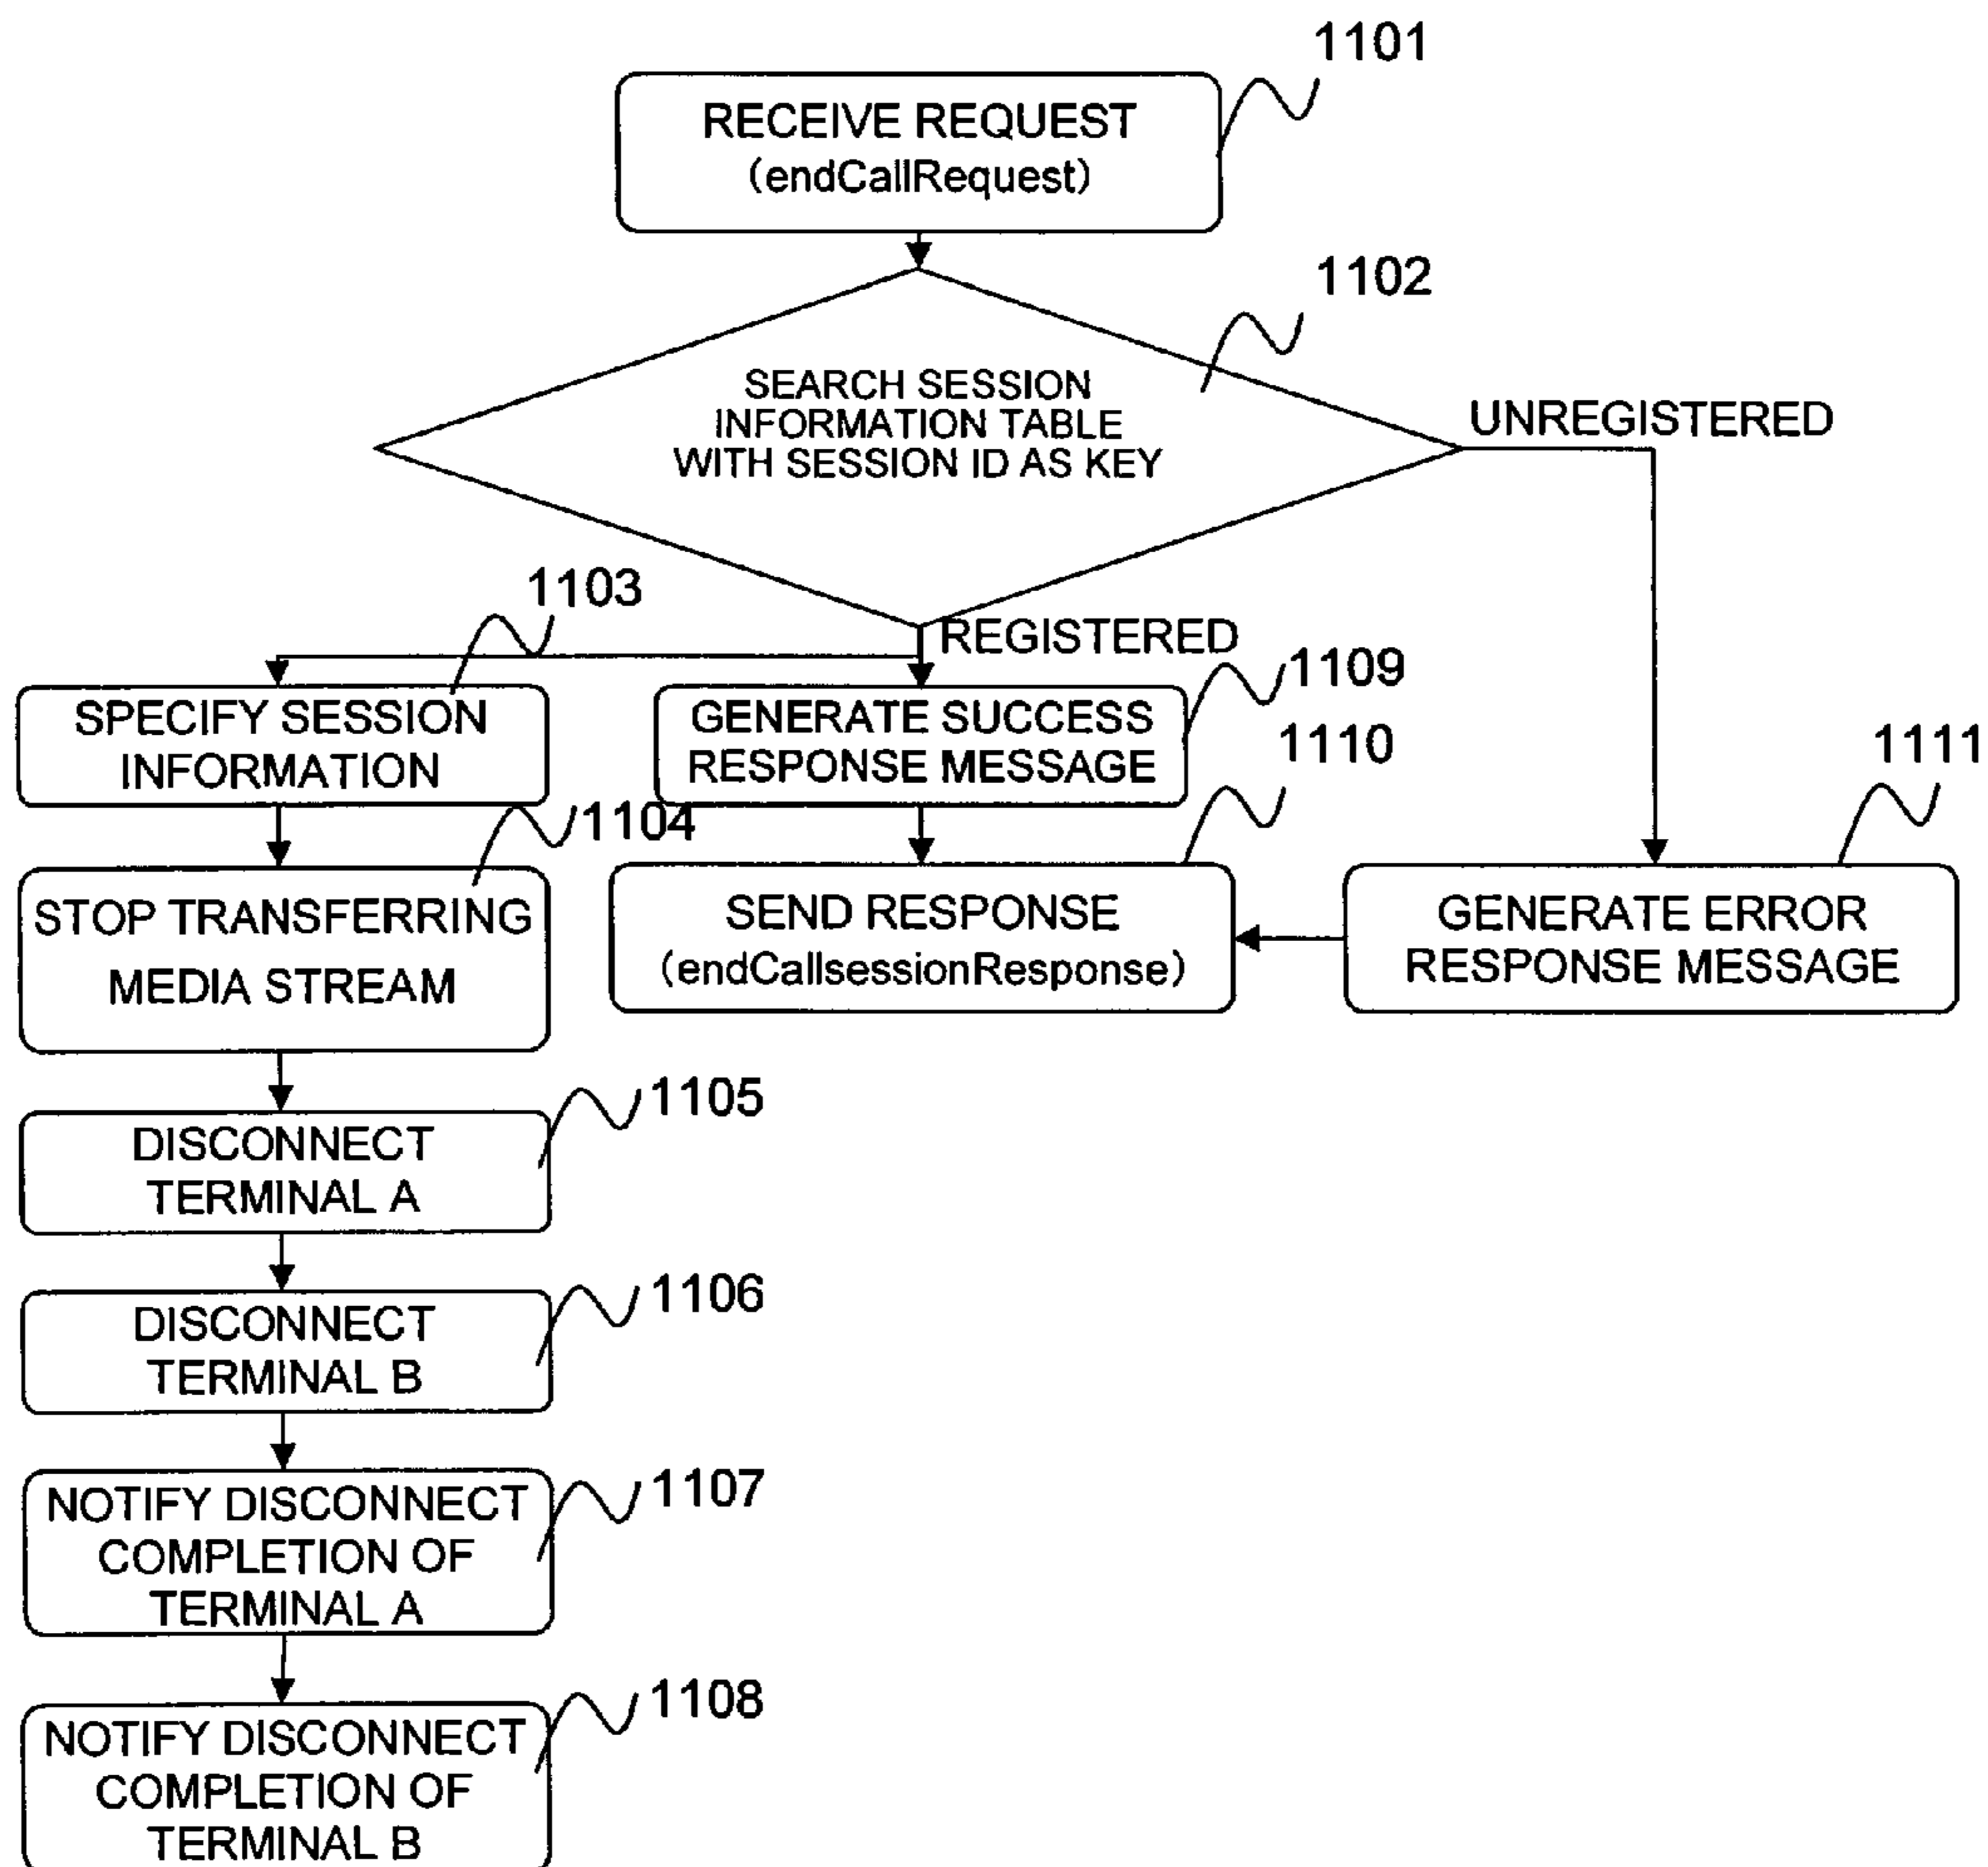 1101
RECEIVE REQUEST
(endCallRequest)
1102
SEARCH SESSION
INFORMATION TABLE
WITH SESSION ID AS KEY
UNREGISTERED
1103
REGISTERED
1109
SPECIFY SESSION
INFORMATION
GENERATE SUCCESS
RESPONSE MESSAGE
1110
1111
1104
STOP TRANSFERRING
MEDIA STREAM
SEND RESPONSE
(endCallsessionResponse)
GENERATE ERROR
RESPONSE MESSAGE
1105
DISCONNECT
TERMINAL A
1106
DISCONNECT
TERMINAL B
1107
NOTIFY DISCONNECT
COMPLETION OF
TERMINAL A
1108
NOTIFY DISCONNECT
COMPLETION OF
TERMINAL B